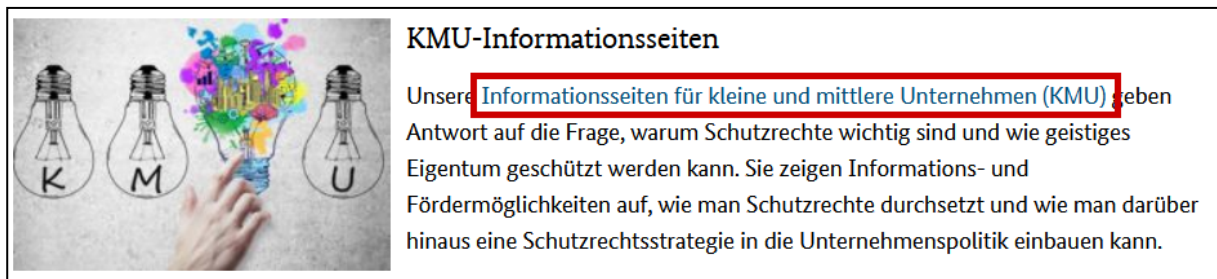 K M U
KMU-Informationsseiten
Unsere Informationsseiten für kleine und mittlere Unternehmen (KMU) geben
Antwort auf die Frage, warum Schutzrechte wichtig sind und wie geistiges
Eigentum geschützt werden kann. Sie zeigen Informations- und
Fördermöglichkeiten auf, wie man Schutzrechte durchsetzt und wie man darüber
hinaus eine Schutzrechtsstrategie in die Unternehmenspolitik einbauen kann.